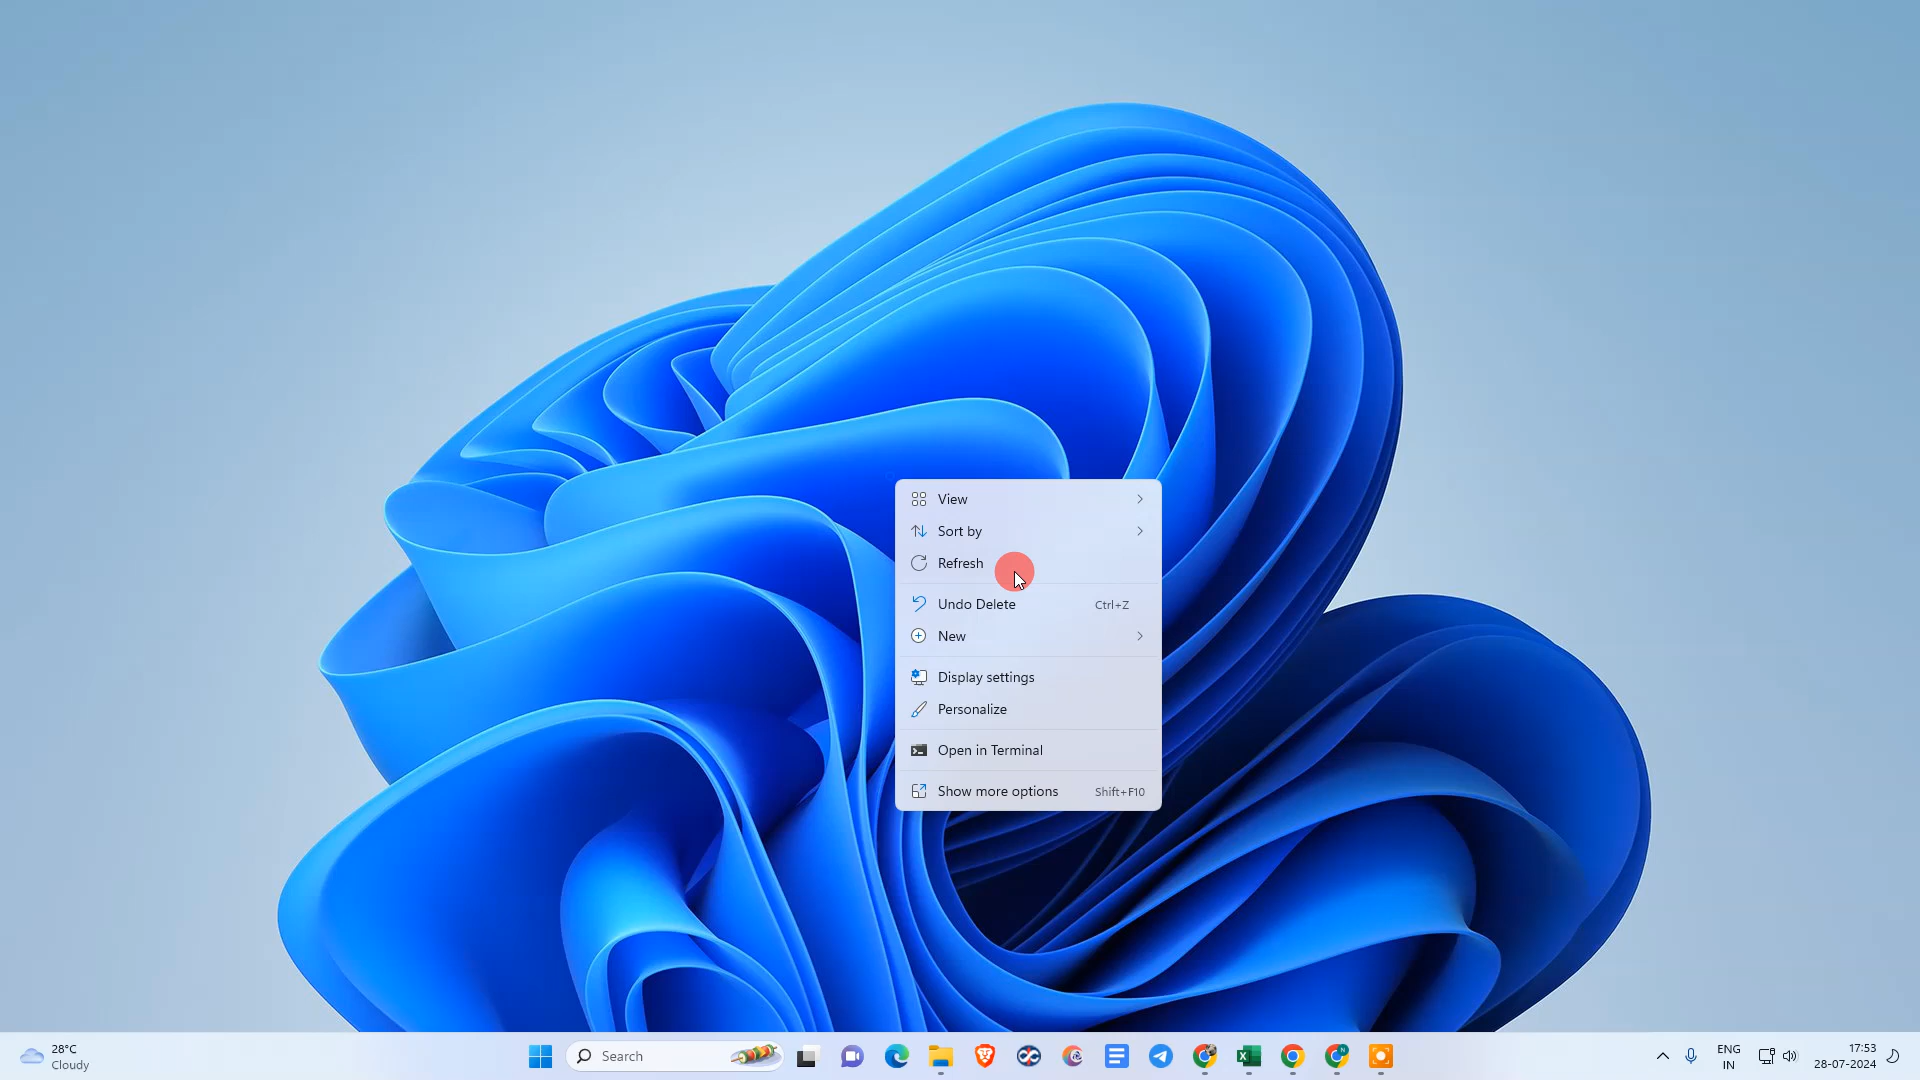 View
Sort by
Refresh
Undo Delete Ctrl+Z
New
Display settings
Personalize
Open in Terminal
Show more options Shift+F10
28°C
Cloudy
Search
ENG
IN
17:53
28-07-2024